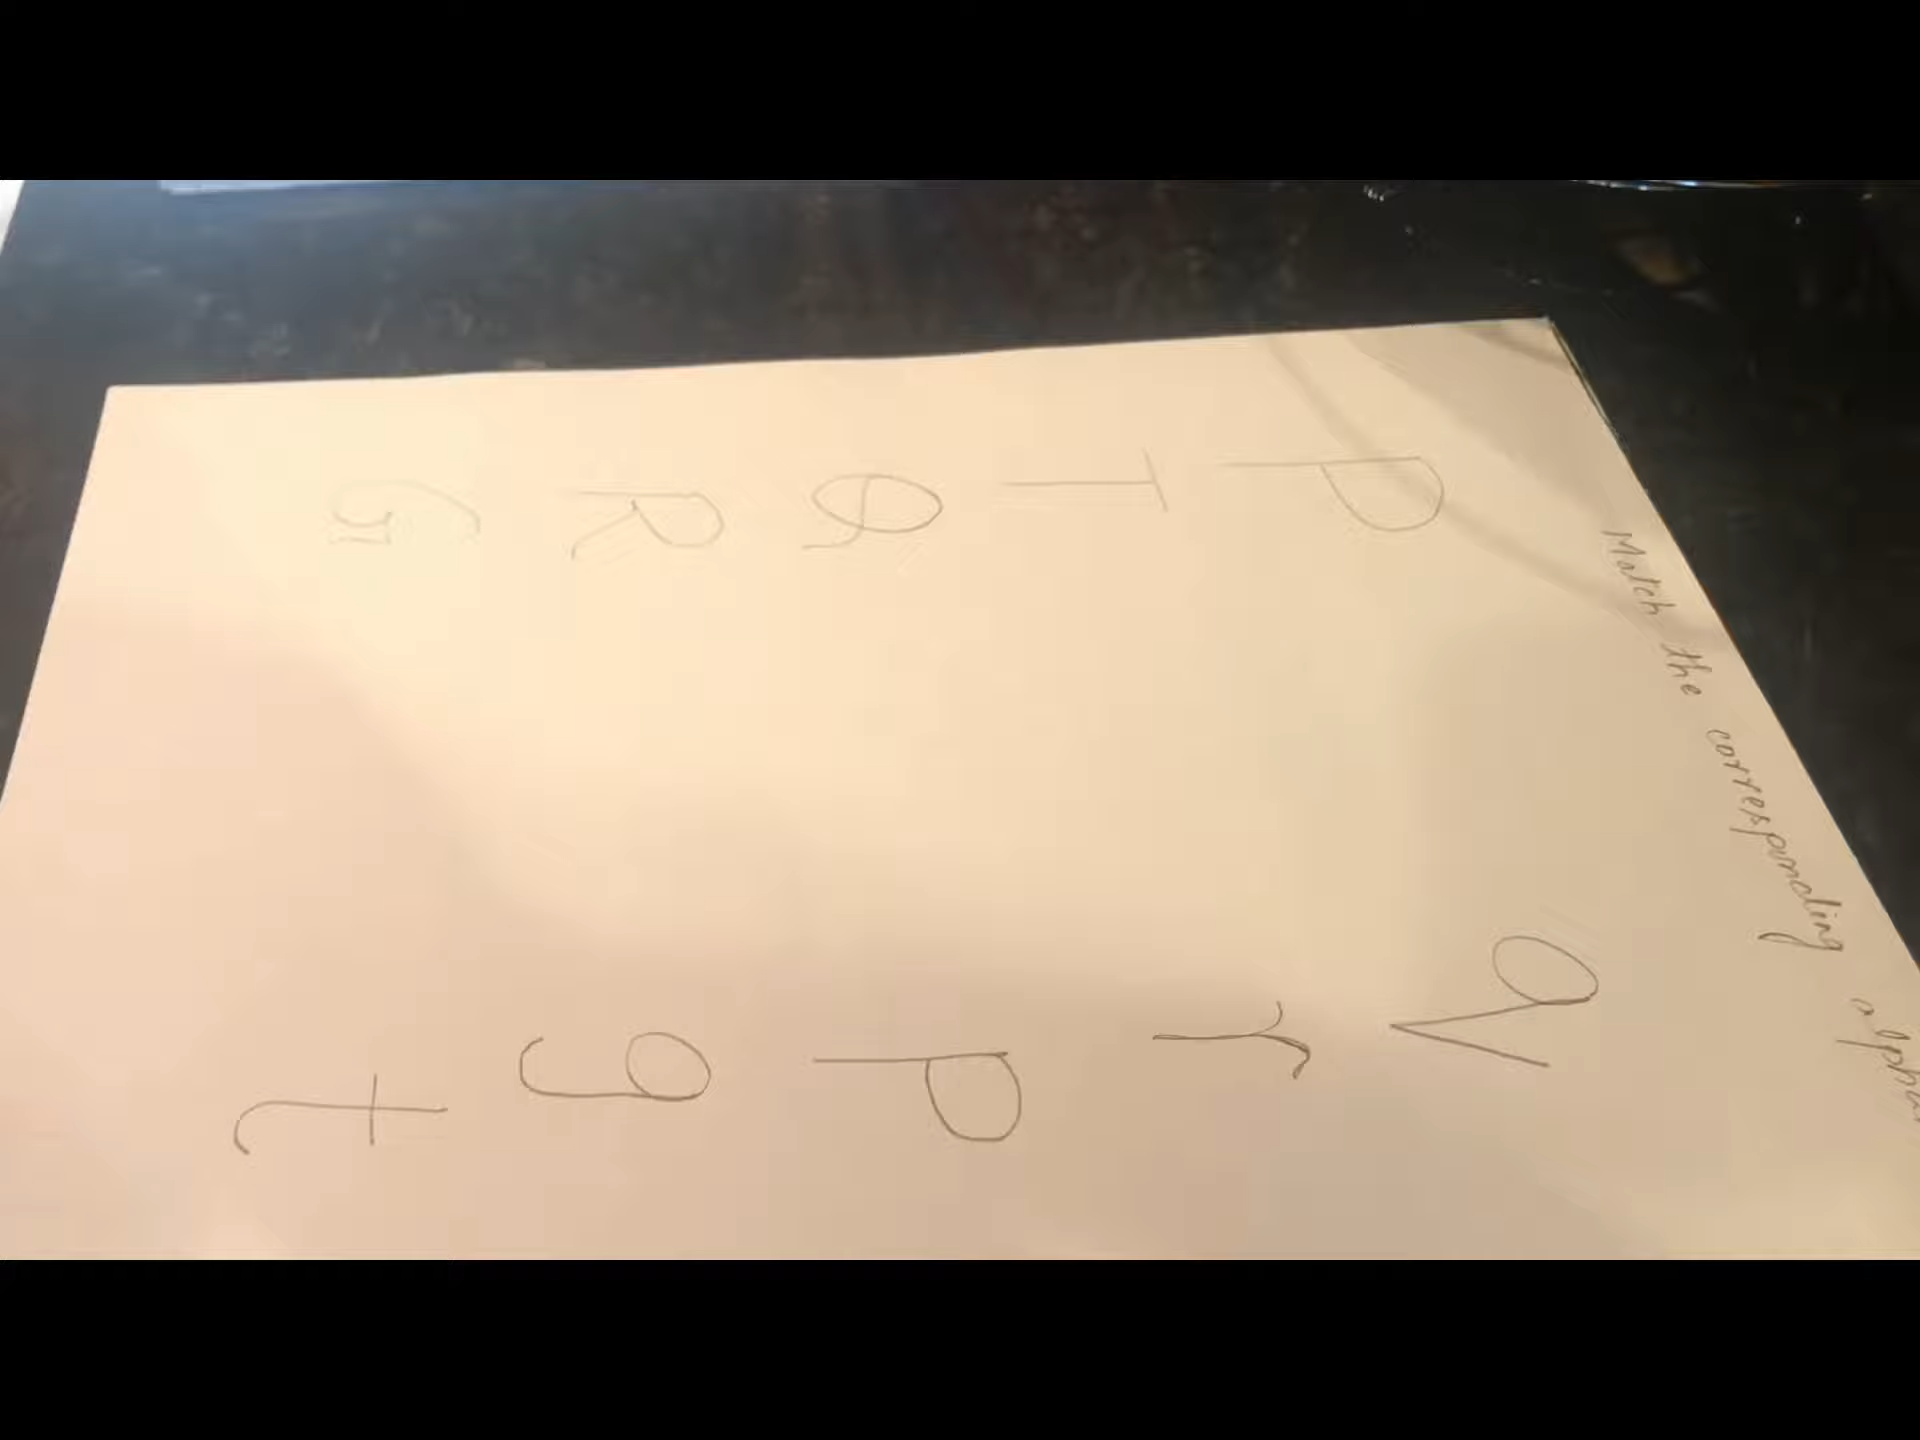 Match the corresponding
P q
T r
Q p
R g
G t